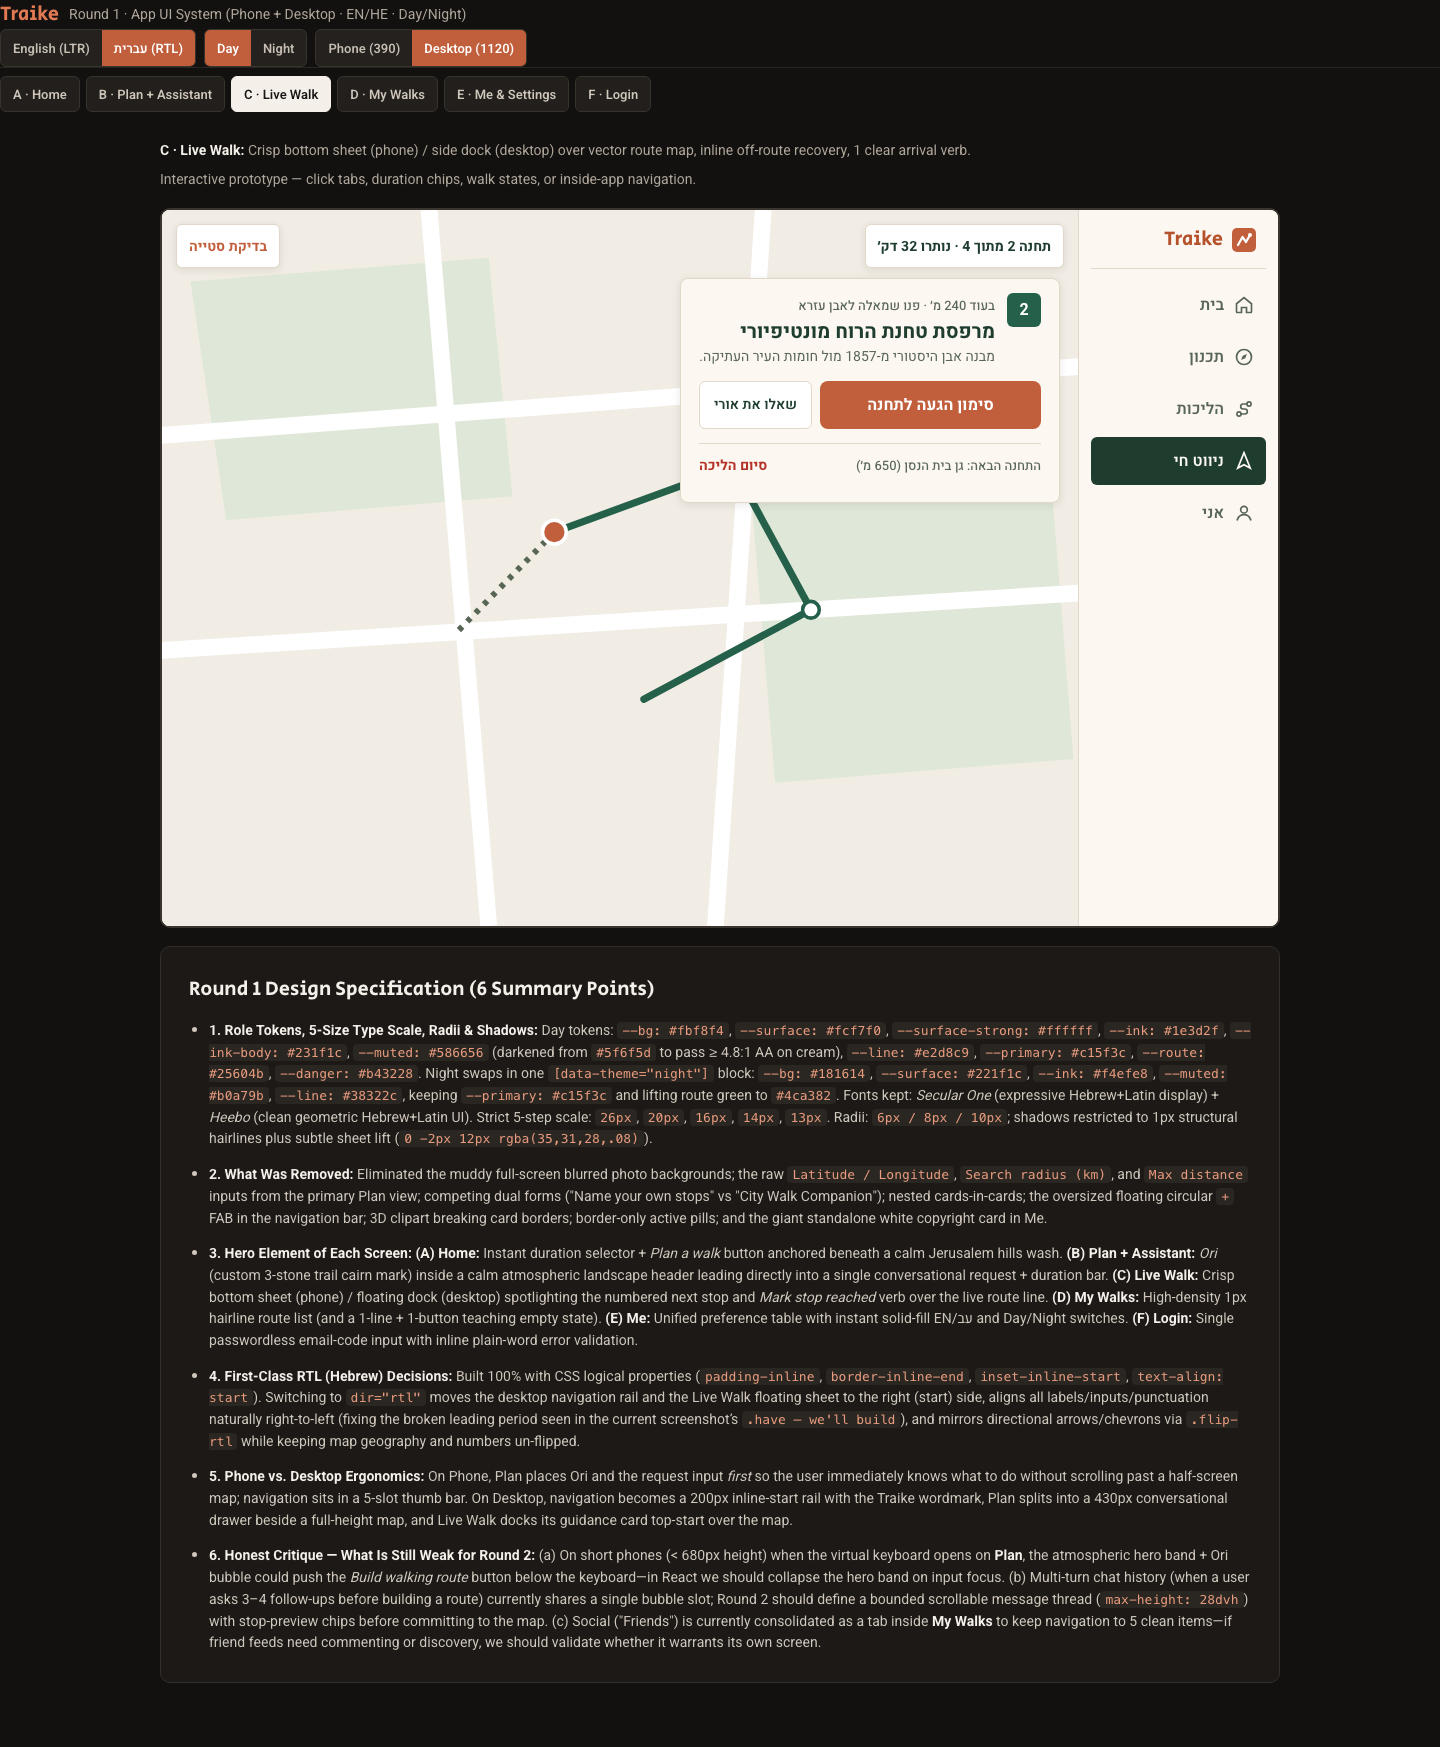 Traike Round 1 · App UI System (Phone + Desktop · EN/HE · Day/Night)
English (LTR) עברית (RTL) Day Night Phone (390) Desktop (1120)
A · Home B · Plan + Assistant C · Live Walk D · My Walks E · Me & Settings F · Login
C · Live Walk: Crisp bottom sheet (phone) / side dock (desktop) over vector route map, inline off-route recovery, 1 clear arrival verb.
Interactive prototype — click tabs, duration chips, walk states, or inside-app navigation.
Traike
בית
תכנון
הליכות
ניווט חי
אני
תחנה 2 מתוך 4 · נותרו 32 דק׳
בדיקת סטייה
2
בעוד 240 מ׳ · פנו שמאלה לאבן עזרא
מרפסת טחנת הרוח מונטיפיורי
מבנה אבן היסטורי מ-1857 מול חומות העיר העתיקה.
סימון הגעה לתחנה
שאלו את אורי
התחנה הבאה: גן בית הנסן (650 מ׳)
סיום הליכה
Round 1 Design Specification (6 Summary Points)
• 1. Role Tokens, 5-Size Type Scale, Radii & Shadows: Day tokens: --bg: #fbf8f4 , --surface: #fcf7f0 , --surface-strong: #ffffff , --ink: #1e3d2f , --
ink-body: #231f1c , --muted: #586656 (darkened from #5f6f5d to pass ≥ 4.8:1 AA on cream), --line: #e2d8c9 , --primary: #c15f3c , --route:
#25604b , --danger: #b43228 . Night swaps in one [data-theme="night"] block: --bg: #181614 , --surface: #221f1c , --ink: #f4efe8 , --muted:
#b0a79b , --line: #38322c , keeping --primary: #c15f3c and lifting route green to #4ca382 . Fonts kept: Secular One (expressive Hebrew+Latin display) +
Heebo (clean geometric Hebrew+Latin UI). Strict 5-step scale: 26px , 20px , 16px , 14px , 13px . Radii: 6px / 8px / 10px ; shadows restricted to 1px structural
hairlines plus subtle sheet lift ( 0 -2px 12px rgba(35,31,28,.08) ).
• 2. What Was Removed: Eliminated the muddy full-screen blurred photo backgrounds; the raw Latitude / Longitude , Search radius (km) , and Max distance
inputs from the primary Plan view; competing dual forms ("Name your own stops" vs "City Walk Companion"); nested cards-in-cards; the oversized floating circular +
FAB in the navigation bar; 3D clipart breaking card borders; border-only active pills; and the giant standalone white copyright card in Me.
• 3. Hero Element of Each Screen: (A) Home: Instant duration selector + Plan a walk button anchored beneath a calm Jerusalem hills wash. (B) Plan + Assistant: Ori
(custom 3-stone trail cairn mark) inside a calm atmospheric landscape header leading directly into a single conversational request + duration bar. (C) Live Walk: Crisp
bottom sheet (phone) / floating dock (desktop) spotlighting the numbered next stop and Mark stop reached verb over the live route line. (D) My Walks: High-density 1px
hairline route list (and a 1-line + 1-button teaching empty state). (E) Me: Unified preference table with instant solid-fill EN/עב and Day/Night switches. (F) Login: Single
passwordless email-code input with inline plain-word error validation.
• 4. First-Class RTL (Hebrew) Decisions: Built 100% with CSS logical properties ( padding-inline , border-inline-end , inset-inline-start , text-align:
start ). Switching to dir="rtl" moves the desktop navigation rail and the Live Walk floating sheet to the right (start) side, aligns all labels/inputs/punctuation
naturally right-to-left (fixing the broken leading period seen in the current screenshot's .have — we'll build ), and mirrors directional arrows/chevrons via .flip-
rtl while keeping map geography and numbers un-flipped.
• 5. Phone vs. Desktop Ergonomics: On Phone, Plan places Ori and the request input first so the user immediately knows what to do without scrolling past a half-screen
map; navigation sits in a 5-slot thumb bar. On Desktop, navigation becomes a 200px inline-start rail with the Traike wordmark, Plan splits into a 430px conversational
drawer beside a full-height map, and Live Walk docks its guidance card top-start over the map.
• 6. Honest Critique — What Is Still Weak for Round 2: (a) On short phones (< 680px height) when the virtual keyboard opens on Plan, the atmospheric hero band + Ori
bubble could push the Build walking route button below the keyboard—in React we should collapse the hero band on input focus. (b) Multi-turn chat history (when a user
asks 3–4 follow-ups before building a route) currently shares a single bubble slot; Round 2 should define a bounded scrollable message thread ( max-height: 28dvh )
with stop-preview chips before committing to the map. (c) Social ("Friends") is currently consolidated as a tab inside My Walks to keep navigation to 5 clean items—if
friend feeds need commenting or discovery, we should validate whether it warrants its own screen.